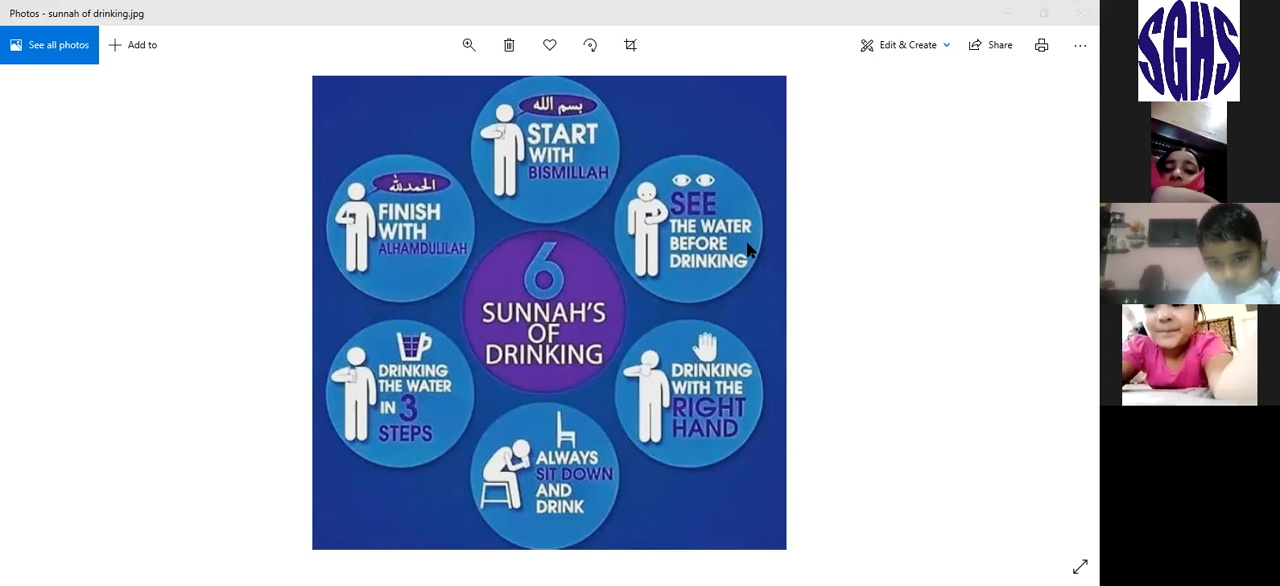 Photos - sunnah of drinking.jpg
See all photos
Add to
Edit & Create
Share
SGHS
بسم الله
START
WITH
BISMILLAH
SEE
THE WATER
BEFORE
DRINKING
DRINKING
WITH THE
RIGHT
HAND
ALWAYS
SIT DOWN
AND
DRINK
DRINKING
THE WATER
IN 3
STEPS
الحمدلله
FINISH
WITH
ALHAMDULILAH
6
SUNNAH'S
OF
DRINKING